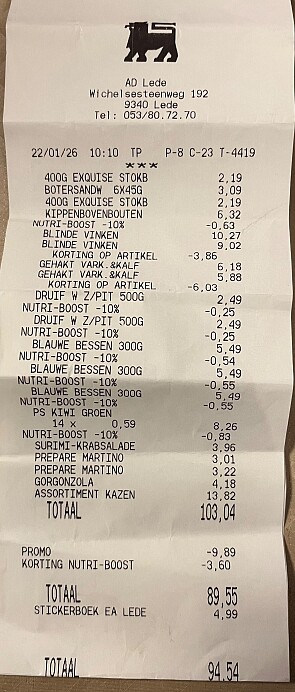 AD Lede
Wichelsesteenweg 192
9340 Lede
Tel: 053/80.72.70
22/01/26 10:10 TP P-8 C-23 T-4419
***
400G EXQUISE STOKB 2,19
BOTERSANDW 6X45G 3,09
400G EXQUISE STOKB 2,19
KIPPENBOVENBOUTEN 6,32
NUTRI-BOOST -10% -0,63
BLINDE VINKEN 10,27
BLINDE VINKEN 9,02
KORTING OP ARTIKEL -3,86
GEHAKT VARK.&KALF 6,18
GEHAKT VARK.&KALF 5,88
KORTING OP ARTIKEL -6,03
DRUIF W Z/PIT 500G 2,49
NUTRI-BOOST -10% -0,25
DRUIF W Z/PIT 500G 2,49
NUTRI-BOOST -10% -0,25
BLAUWE BESSEN 300G 5,49
NUTRI-BOOST -10% -0,54
BLAUWE BESSEN 300G 5,49
NUTRI-BOOST -10% -0,55
BLAUWE BESSEN 300G 5,49
NUTRI-BOOST -10% -0,55
PS KIWI GROEN
14 x 0,59 8,26
NUTRI-BOOST -10% -0,83
SURIMI-KRABSALADE 3,96
PREPARE MARTINO 3,01
PREPARE MARTINO 3,22
GORGONZOLA 4,18
ASSORTIMENT KAZEN 13,82
TOTAAL 103,04
PROMO -9,89
KORTING NUTRI-BOOST -3,60
TOTAAL 89,55
STICKERBOEK EA LEDE 4,99
TOTAAL 94,54